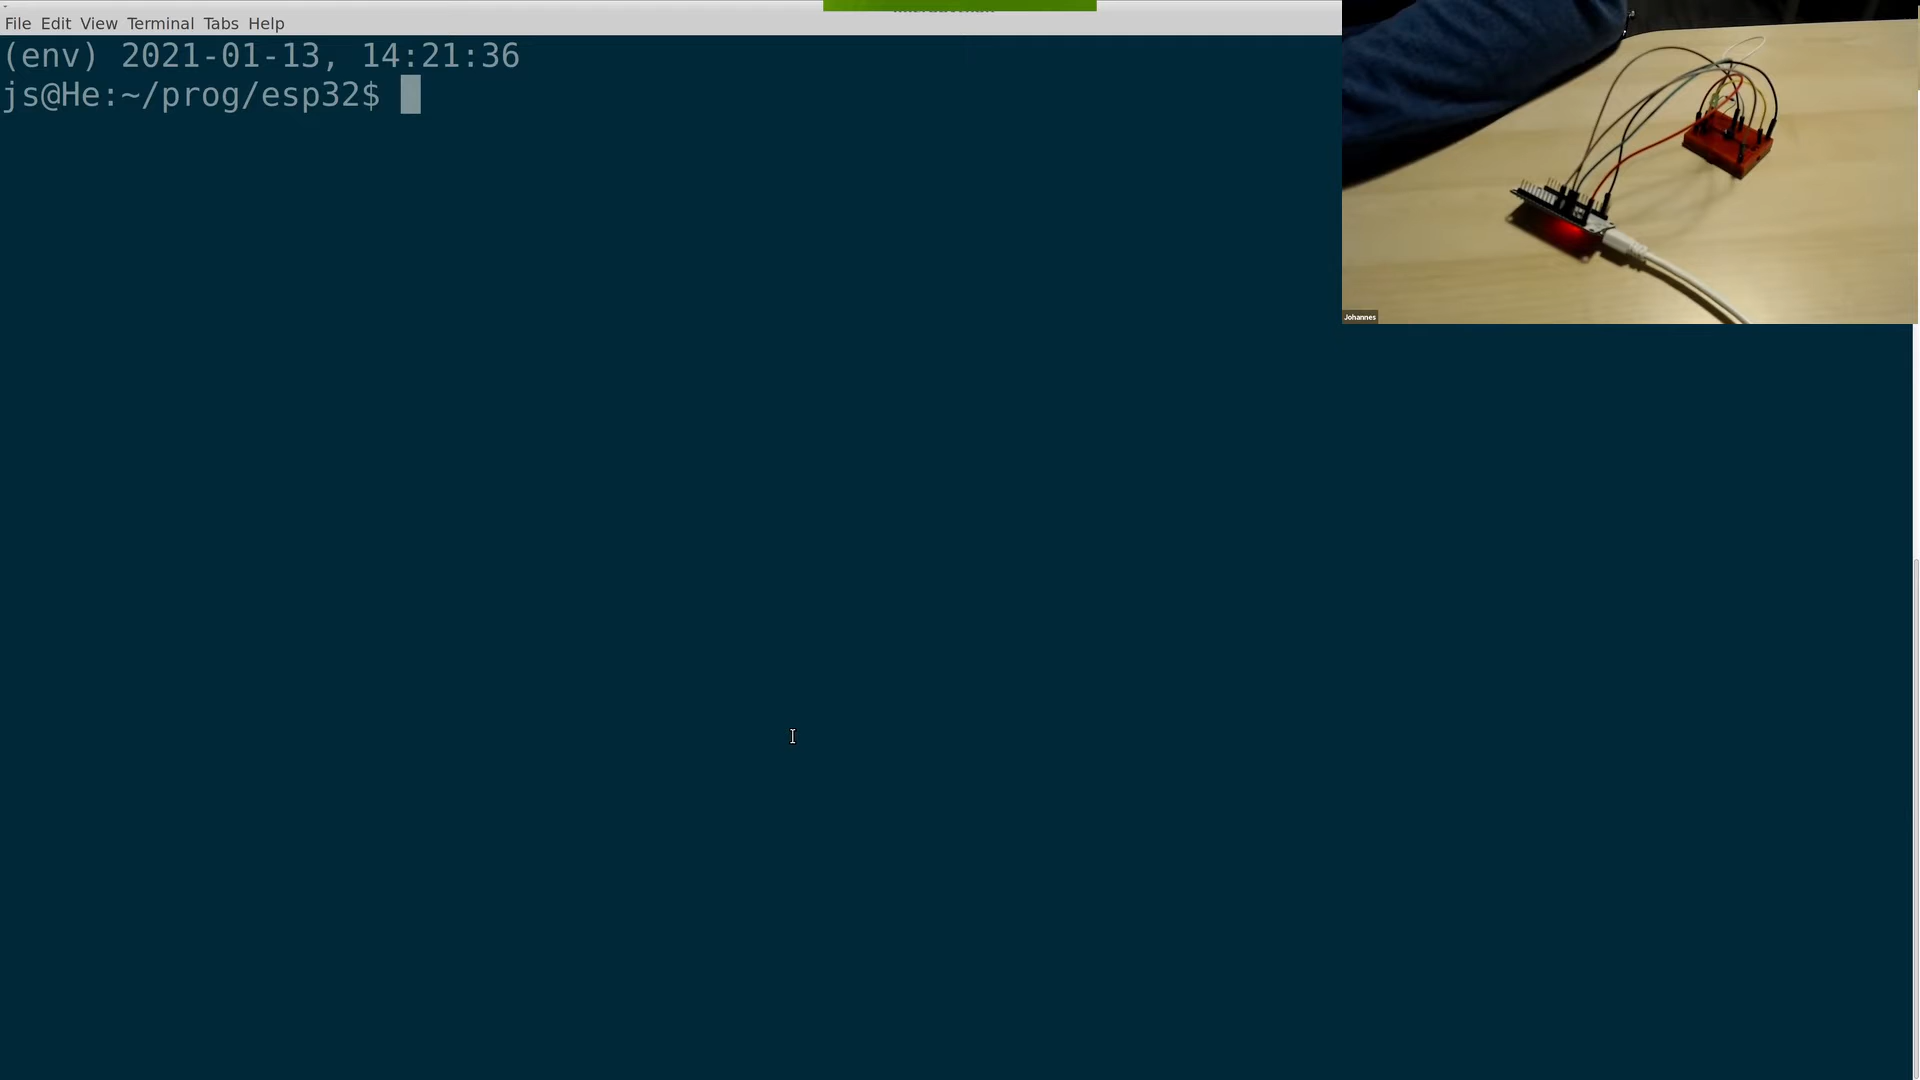 File Edit View Terminal Tabs Help
(env) 2021-01-13, 14:21:36
js@He:~/prog/esp32$
Johannes